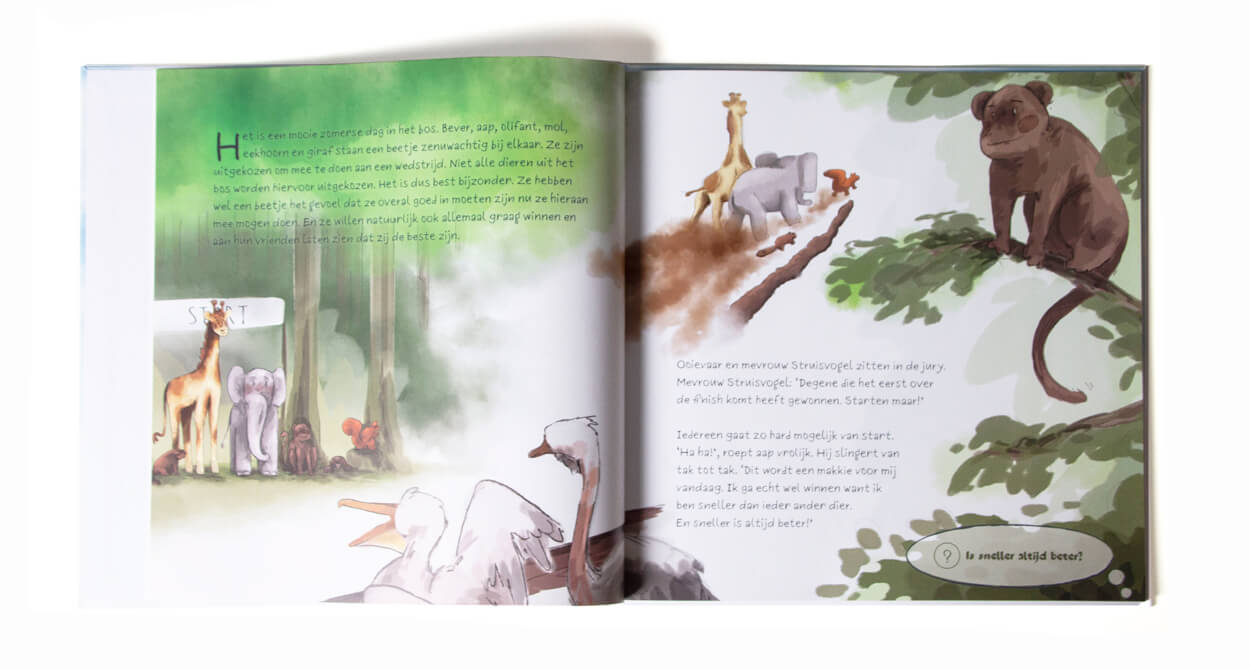 START
Het is een mooie zomerse dag in het bos. Bever, aap, olifant, mol,
eekhoorn en giraf staan een beetje zenuwachtig bij elkaar. Ze zijn
uitgekozen om mee te doen aan een wedstrijd. Niet alle dieren uit het
bos worden hiervoor uitgekozen. Het is dus best bijzonder. Ze hebben
wel een beetje het gevoel dat ze overal goed in moeten zijn nu ze hieraan
mee mogen doen. En ze willen natuurlijk ook allemaal graag winnen en
aan hun vrienden laten zien dat zij de beste zijn.
Ooievaar en mevrouw Struisvogel zitten in de jury.
Mevrouw Struisvogel: 'Degene die het eerst over
de finish komt heeft gewonnen. Starten maar!'
Iedereen gaat zo hard mogelijk van start.
'Ha ha!', roept aap vrolijk. Hij slingert van
tak tot tak. 'Dit wordt een makkie voor mij
vandaag. Ik ga echt wel winnen want ik
ben sneller dan ieder ander dier.
En sneller is altijd beter!'
? Is sneller altijd beter?